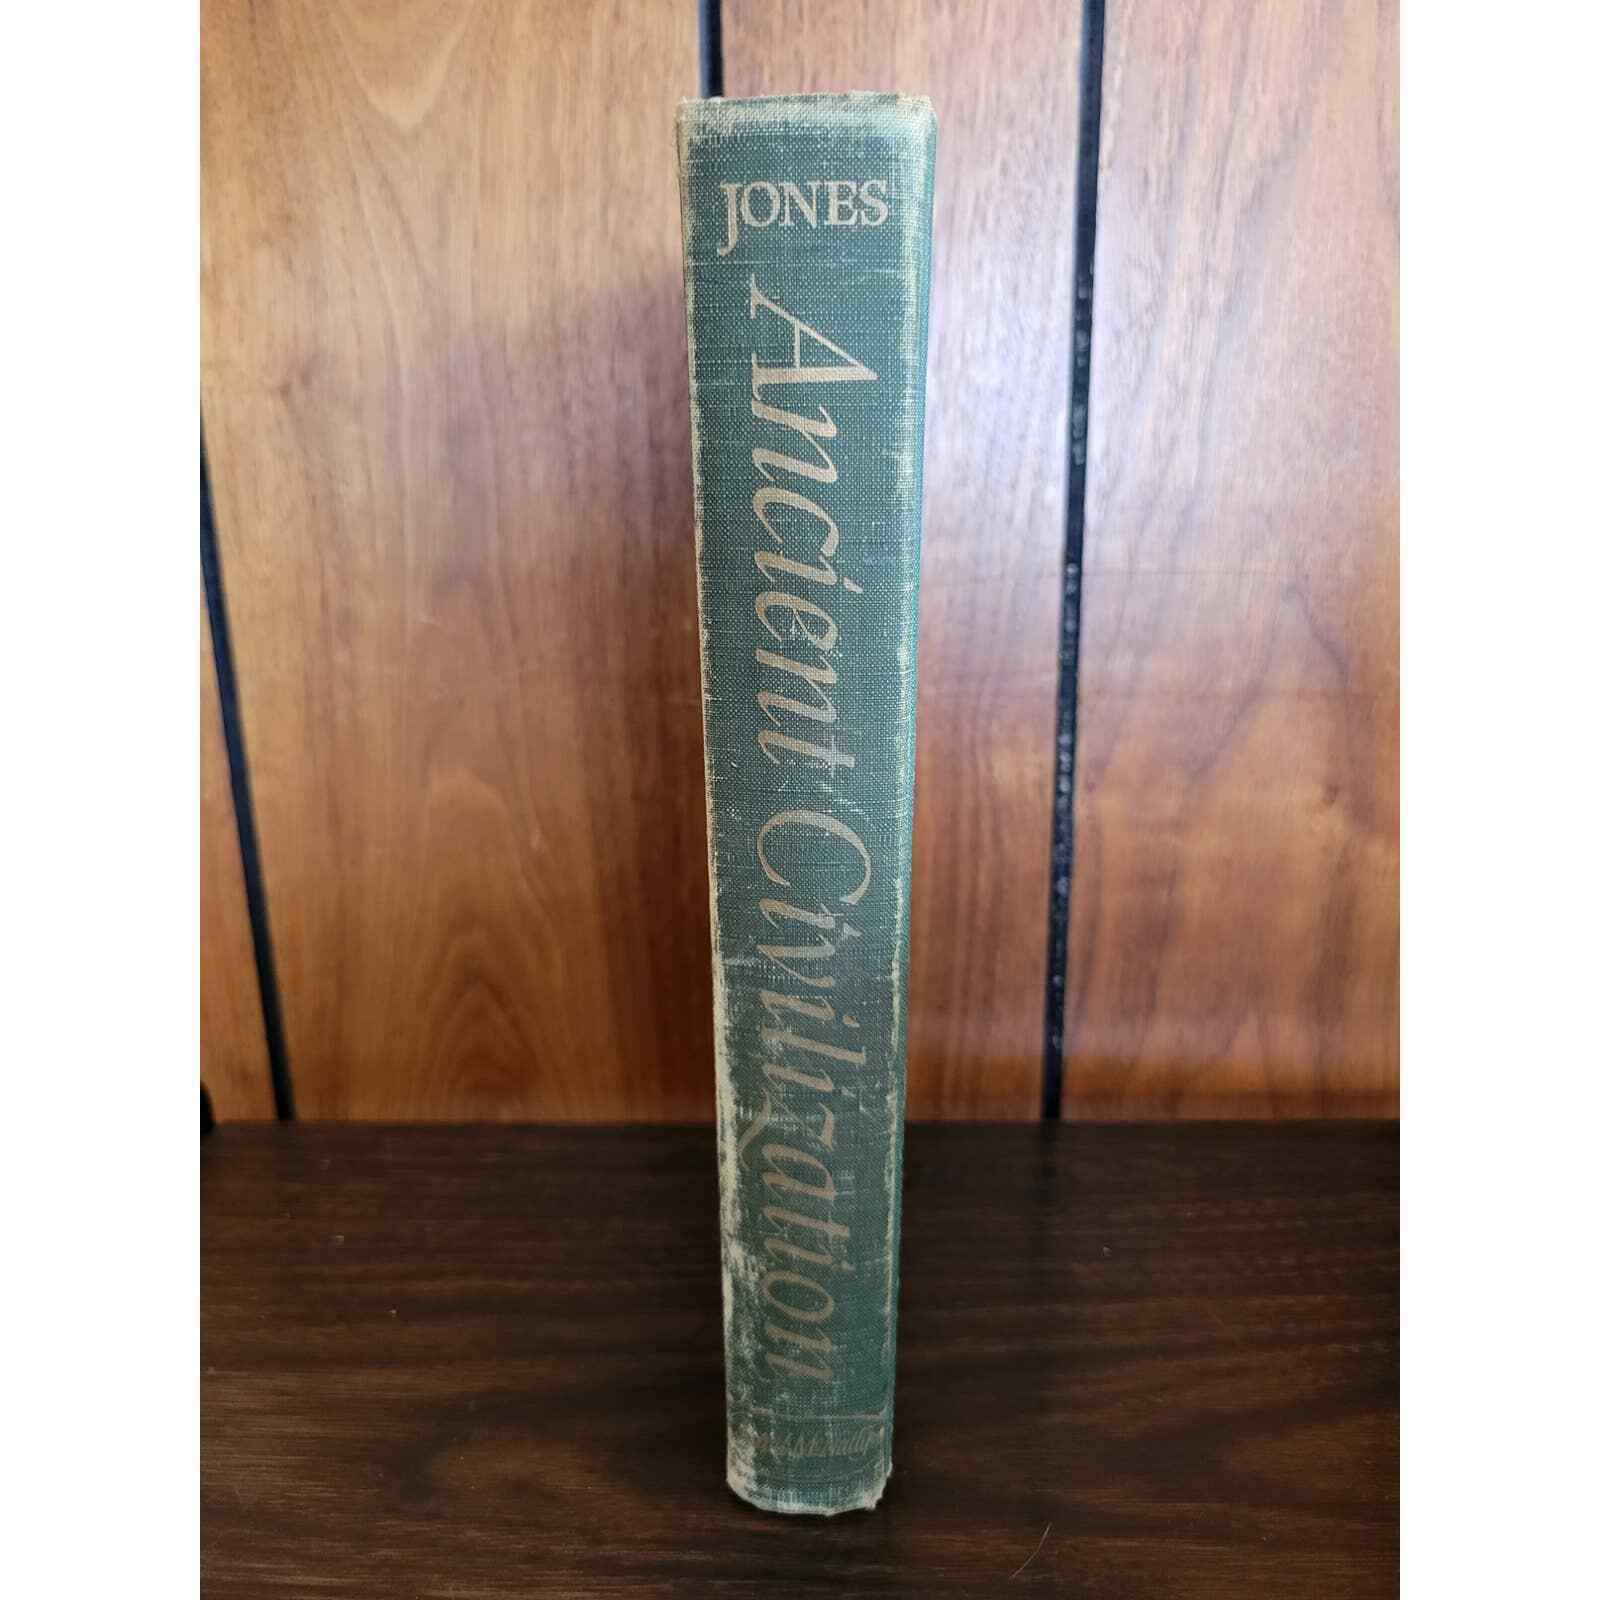 JONES
Ancient Civilization